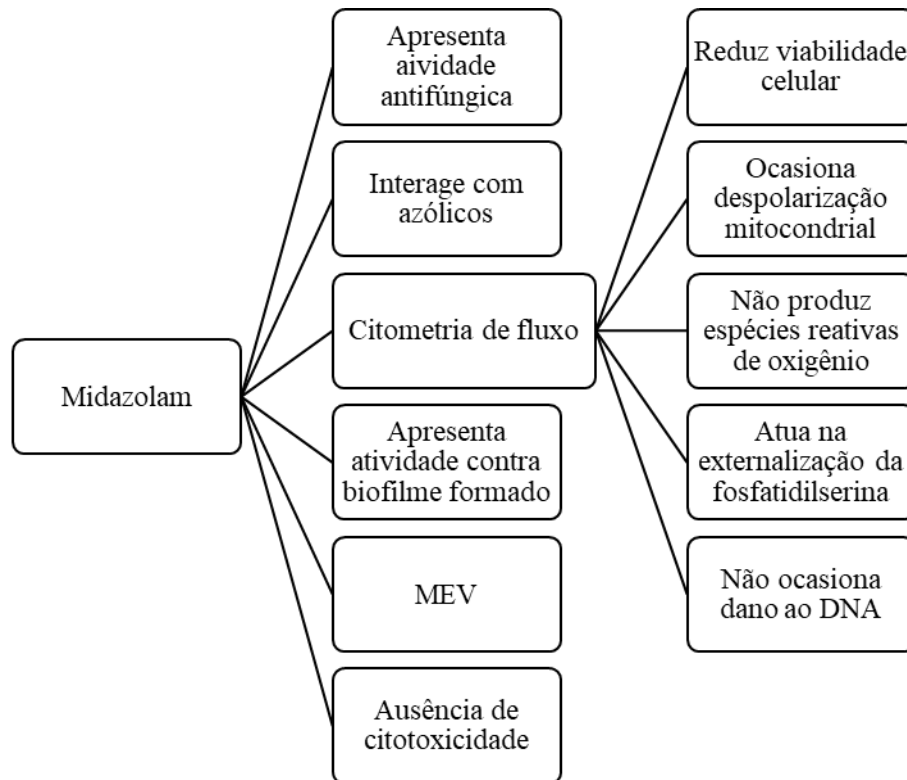 Midazolam
Apresenta
aividade
antifúngica
Interage com
azólicos
Citometria de fluxo
Apresenta
atividade contra
biofilme formado
MEV
Ausência de
citotoxicidade
Reduz viabilidade
celular
Ocasiona
despolarização
mitocondrial
Não produz
espécies reativas
de oxigênio
Atua na
externalização da
fosfatidilserina
Não ocasiona
dano ao DNA